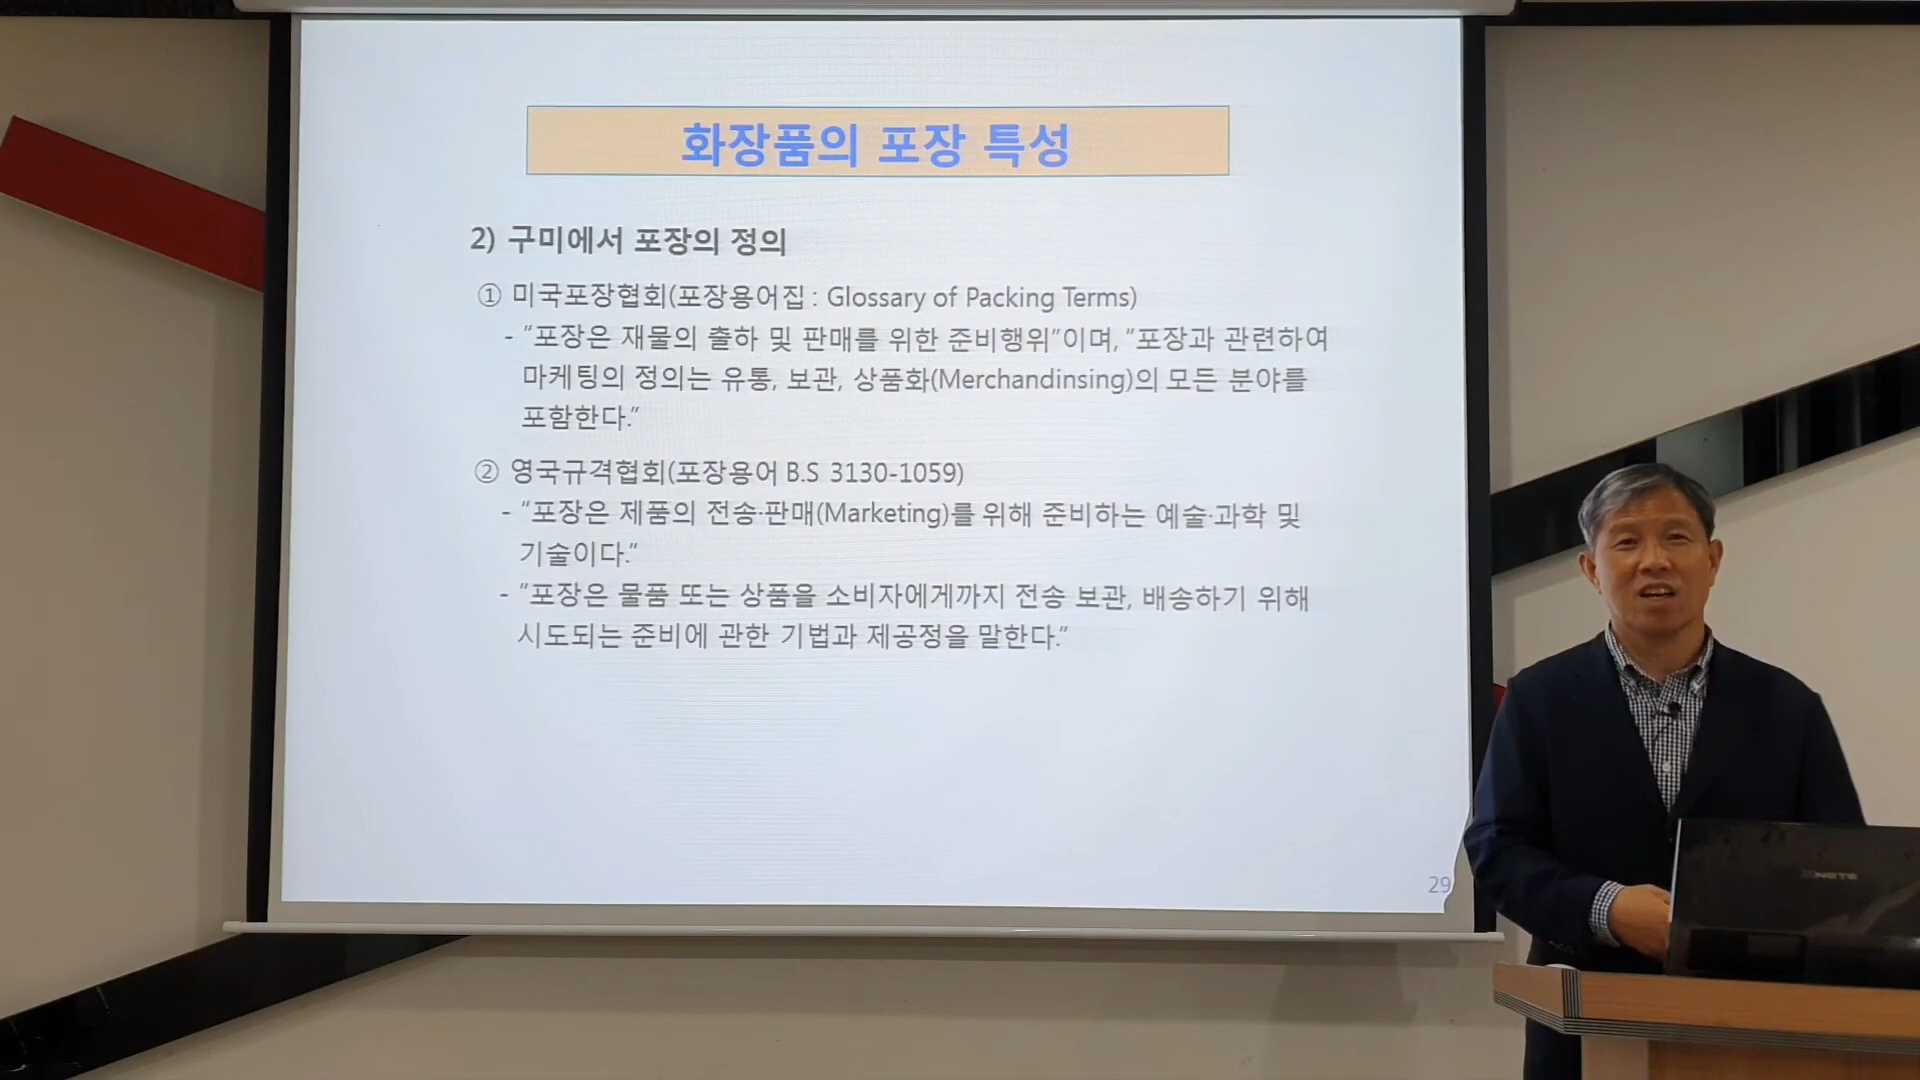 화장품의 포장 특성
2) 구미에서 포장의 정의
① 미국포장협회(포장용어집 : Glossary of Packing Terms)
- "포장은 재물의 출하 및 판매를 위한 준비행위"이며, "포장과 관련하여
마케팅의 정의는 유통, 보관, 상품화(Merchandinsing)의 모든 분야를
포함한다."
② 영국규격협회(포장용어 B.S 3130-1059)
- "포장은 제품의 전송·판매(Marketing)를 위해 준비하는 예술·과학 및
기술이다."
- "포장은 물품 또는 상품을 소비자에게까지 전송 보관, 배송하기 위해
시도되는 준비에 관한 기법과 제공정을 말한다."
29
XNOTE